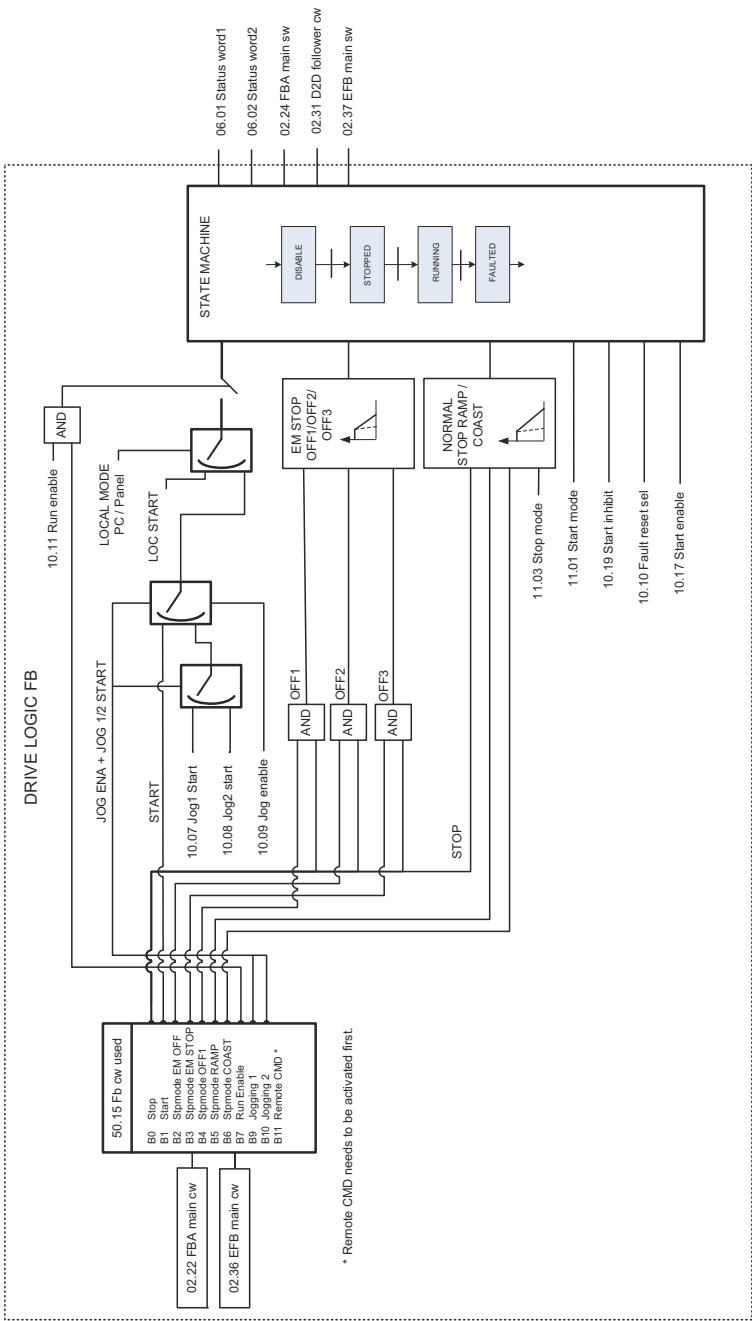 DRIVE LOGIC FB
50.15 Fb cw used
B0 Stop
B1 Start
B2 Stpmode EM OFF
B3 Stpmode EM STOP
B4 Stpmode OFF1
B5 Stpmode RAMP
B6 Stpmode COAST
B7 Run Enable
B9 Jogging 1
B10 Jogging 2
B11 Remote CMD *
02.22 FBA main cw
02.36 EFB main cw
* Remote CMD needs to be activated first.
JOG ENA + JOG 1/2 START
START
10.07 Jog1 Start
10.08 Jog2 start
10.09 Jog enable
10.11 Run enable
AND
LOCAL MODE
PC / Panel
LOC START
AND
OFF1
AND
OFF2
AND
OFF3
STOP
EM STOP
OFF1/OFF2/
OFF3
NORMAL
STOP RAMP /
COAST
11.03 Stop mode
11.01 Start mode
10.19 Start inhibit
10.10 Fault reset sel
10.17 Start enable
STATE MACHINE
DISABLE
STOPPED
RUNNING
FAULTED
06.01 Status word1
06.02 Status word2
02.24 FBA main sw
02.31 D2D follower cw
02.37 EFB main sw